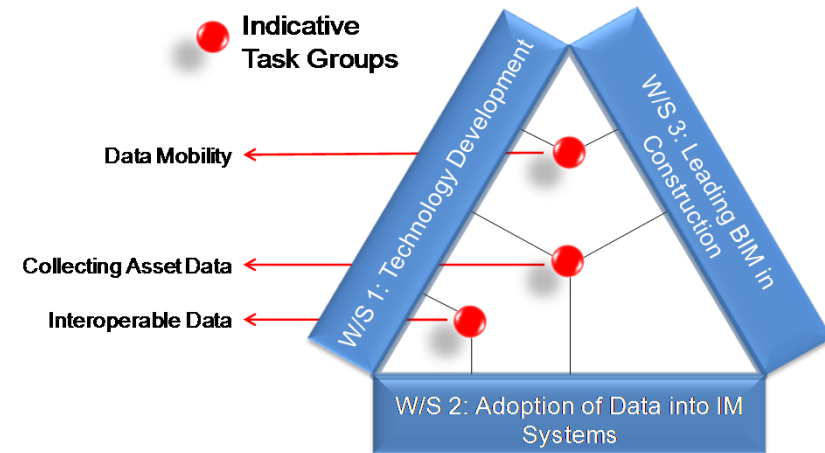 Indicative
Task Groups
Data Mobility
Collecting Asset Data
Interoperable Data
W/S 1: Technology Development
W/S 3: Leading BIM in
Construction
W/S 2: Adoption of Data into IM
Systems